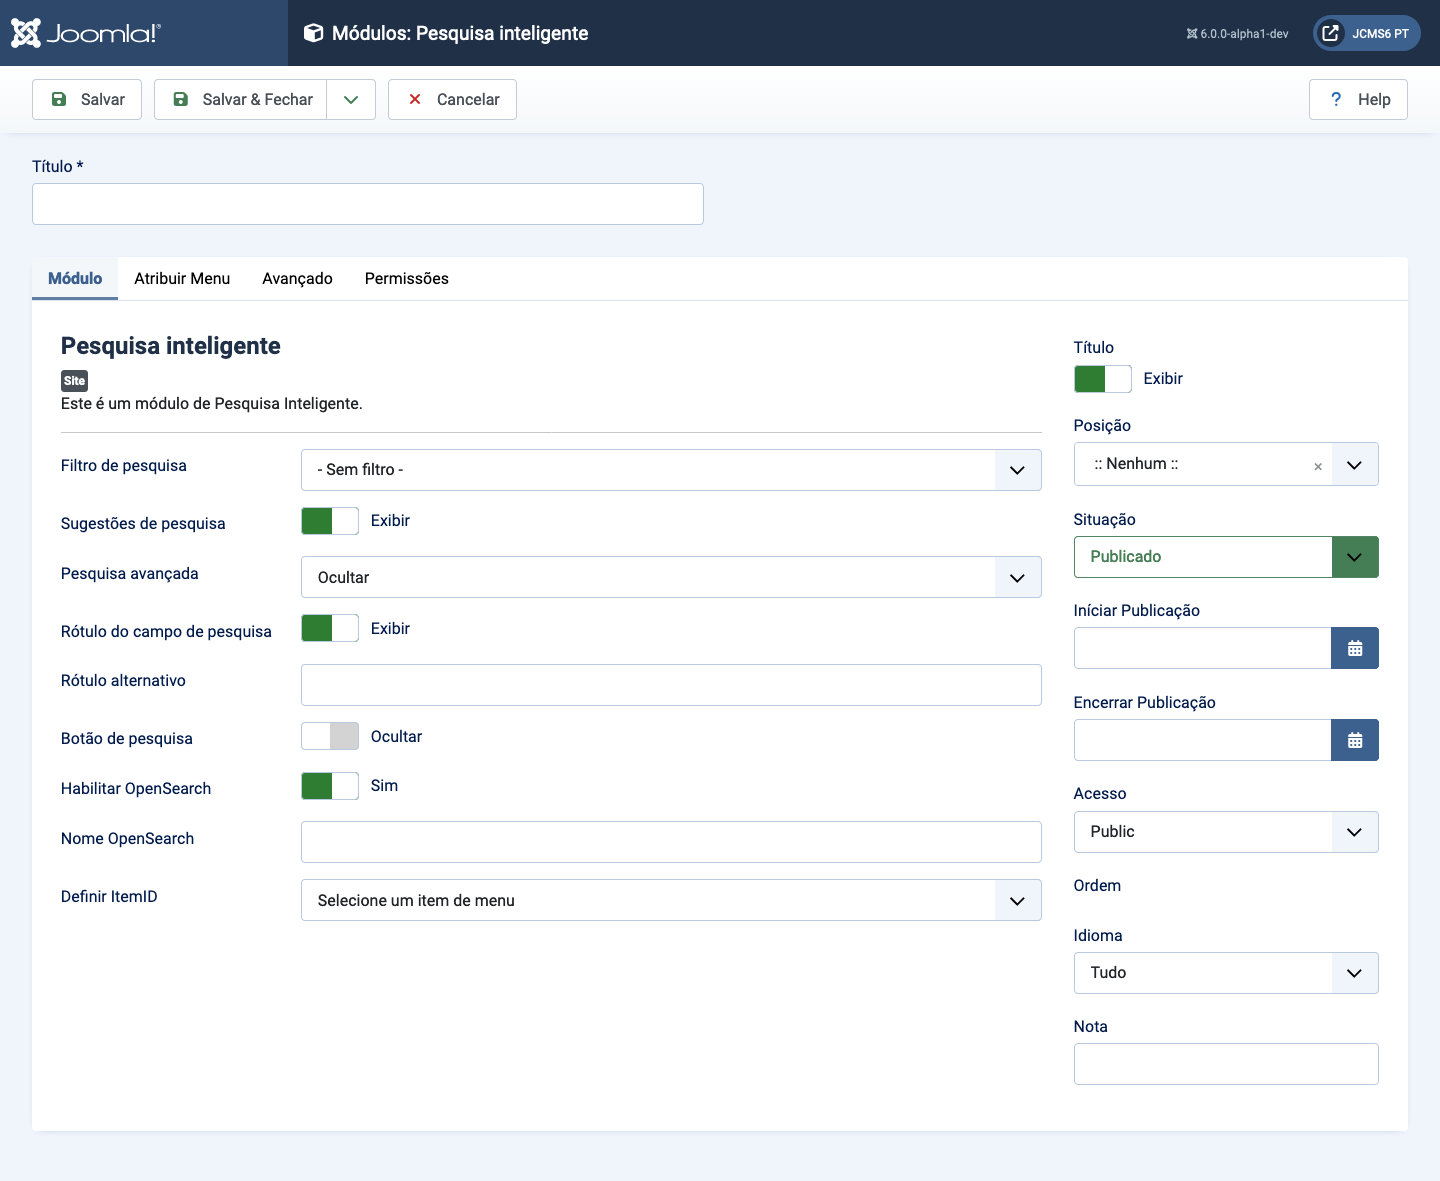 Joomla!®
Módulos: Pesquisa inteligente
6.0.0-alpha1-dev
JCMS6 PT
Salvar
Salvar & Fechar
Cancelar
? Help
Título *
Módulo
Atribuir Menu
Avançado
Permissões
Pesquisa inteligente
Site
Este é um módulo de Pesquisa Inteligente.
Filtro de pesquisa
- Sem filtro -
Sugestões de pesquisa
Exibir
Pesquisa avançada
Ocultar
Rótulo do campo de pesquisa
Exibir
Rótulo alternativo
Botão de pesquisa
Ocultar
Habilitar OpenSearch
Sim
Nome OpenSearch
Definir ItemID
Selecione um item de menu
Título
Exibir
Posição
:: Nenhum ::
×
Situação
Publicado
Iníciar Publicação
Encerrar Publicação
Acesso
Public
Ordem
Idioma
Tudo
Nota